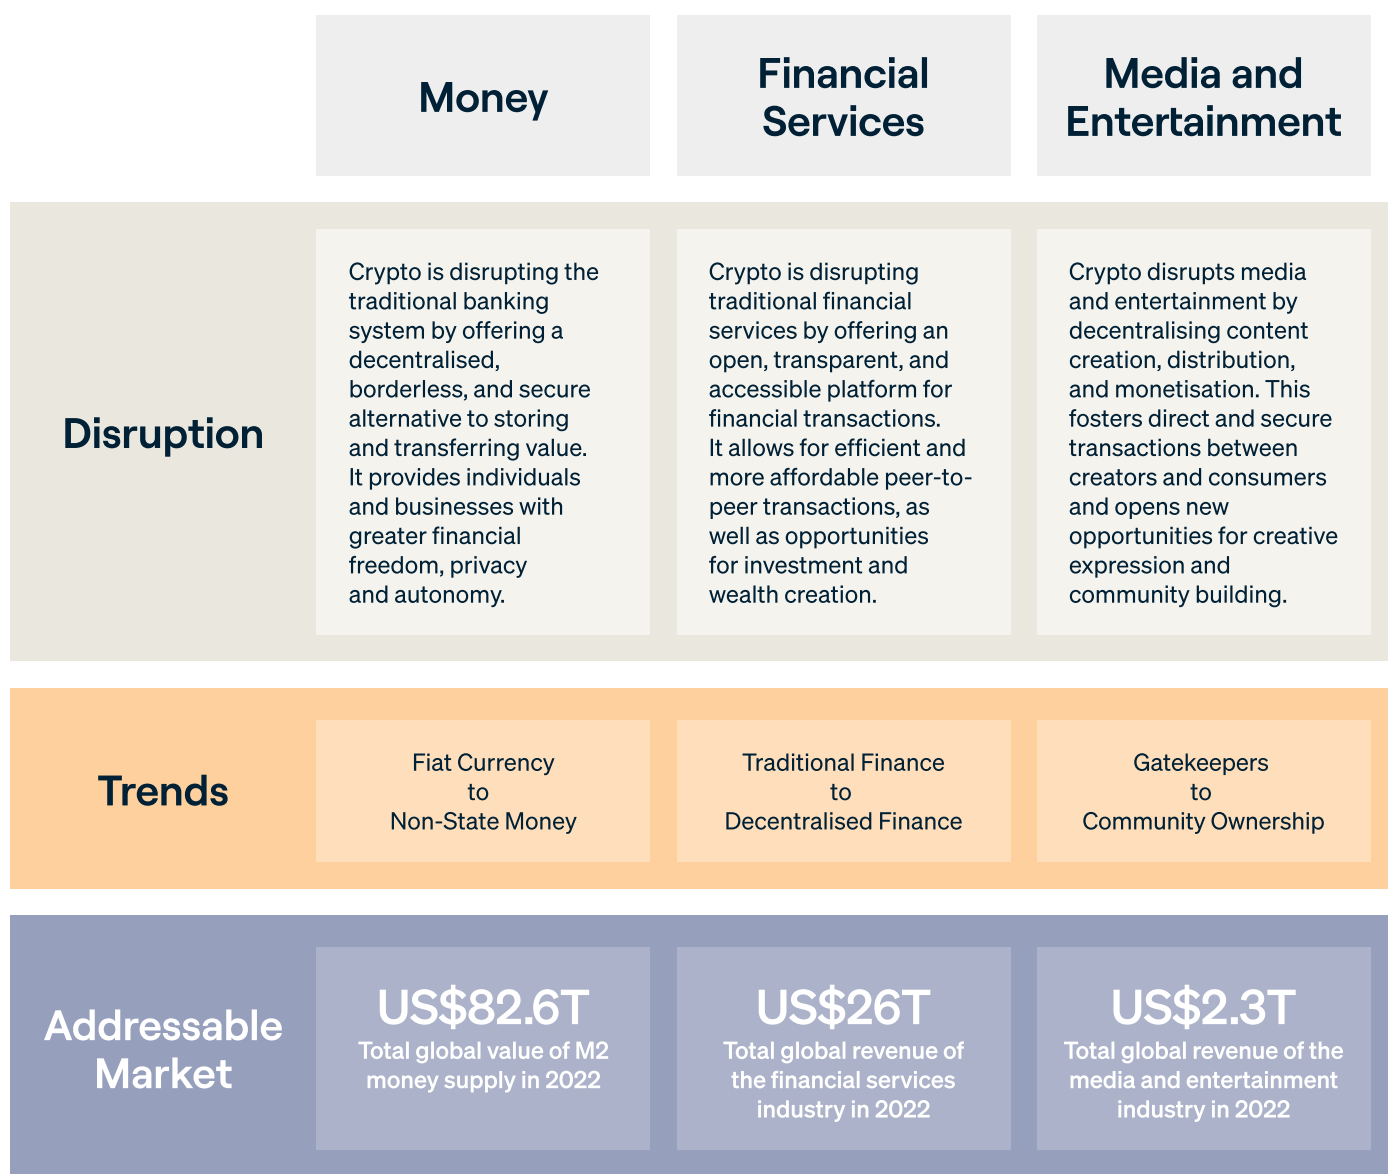 Money
Financial
Services
Media and
Entertainment
Disruption
Crypto is disrupting the
traditional banking
system by offering a
decentralised,
borderless, and secure
alternative to storing
and transferring value.
It provides individuals
and businesses with
greater financial
freedom, privacy
and autonomy.
Crypto is disrupting
traditional financial
services by offering an
open, transparent, and
accessible platform for
financial transactions.
It allows for efficient and
more affordable peer-to-
peer transactions, as
well as opportunities
for investment and
wealth creation.
Crypto disrupts media
and entertainment by
decentralising content
creation, distribution,
and monetisation. This
fosters direct and secure
transactions between
creators and consumers
and opens new
opportunities for creative
expression and
community building.
Trends
Fiat Currency
to
Non-State Money
Traditional Finance
to
Decentralised Finance
Gatekeepers
to
Community Ownership
Addressable
Market
US$82.6T
Total global value of M2
money supply in 2022
US$26T
Total global revenue of
the financial services
industry in 2022
US$2.3T
Total global revenue of the
media and entertainment
industry in 2022